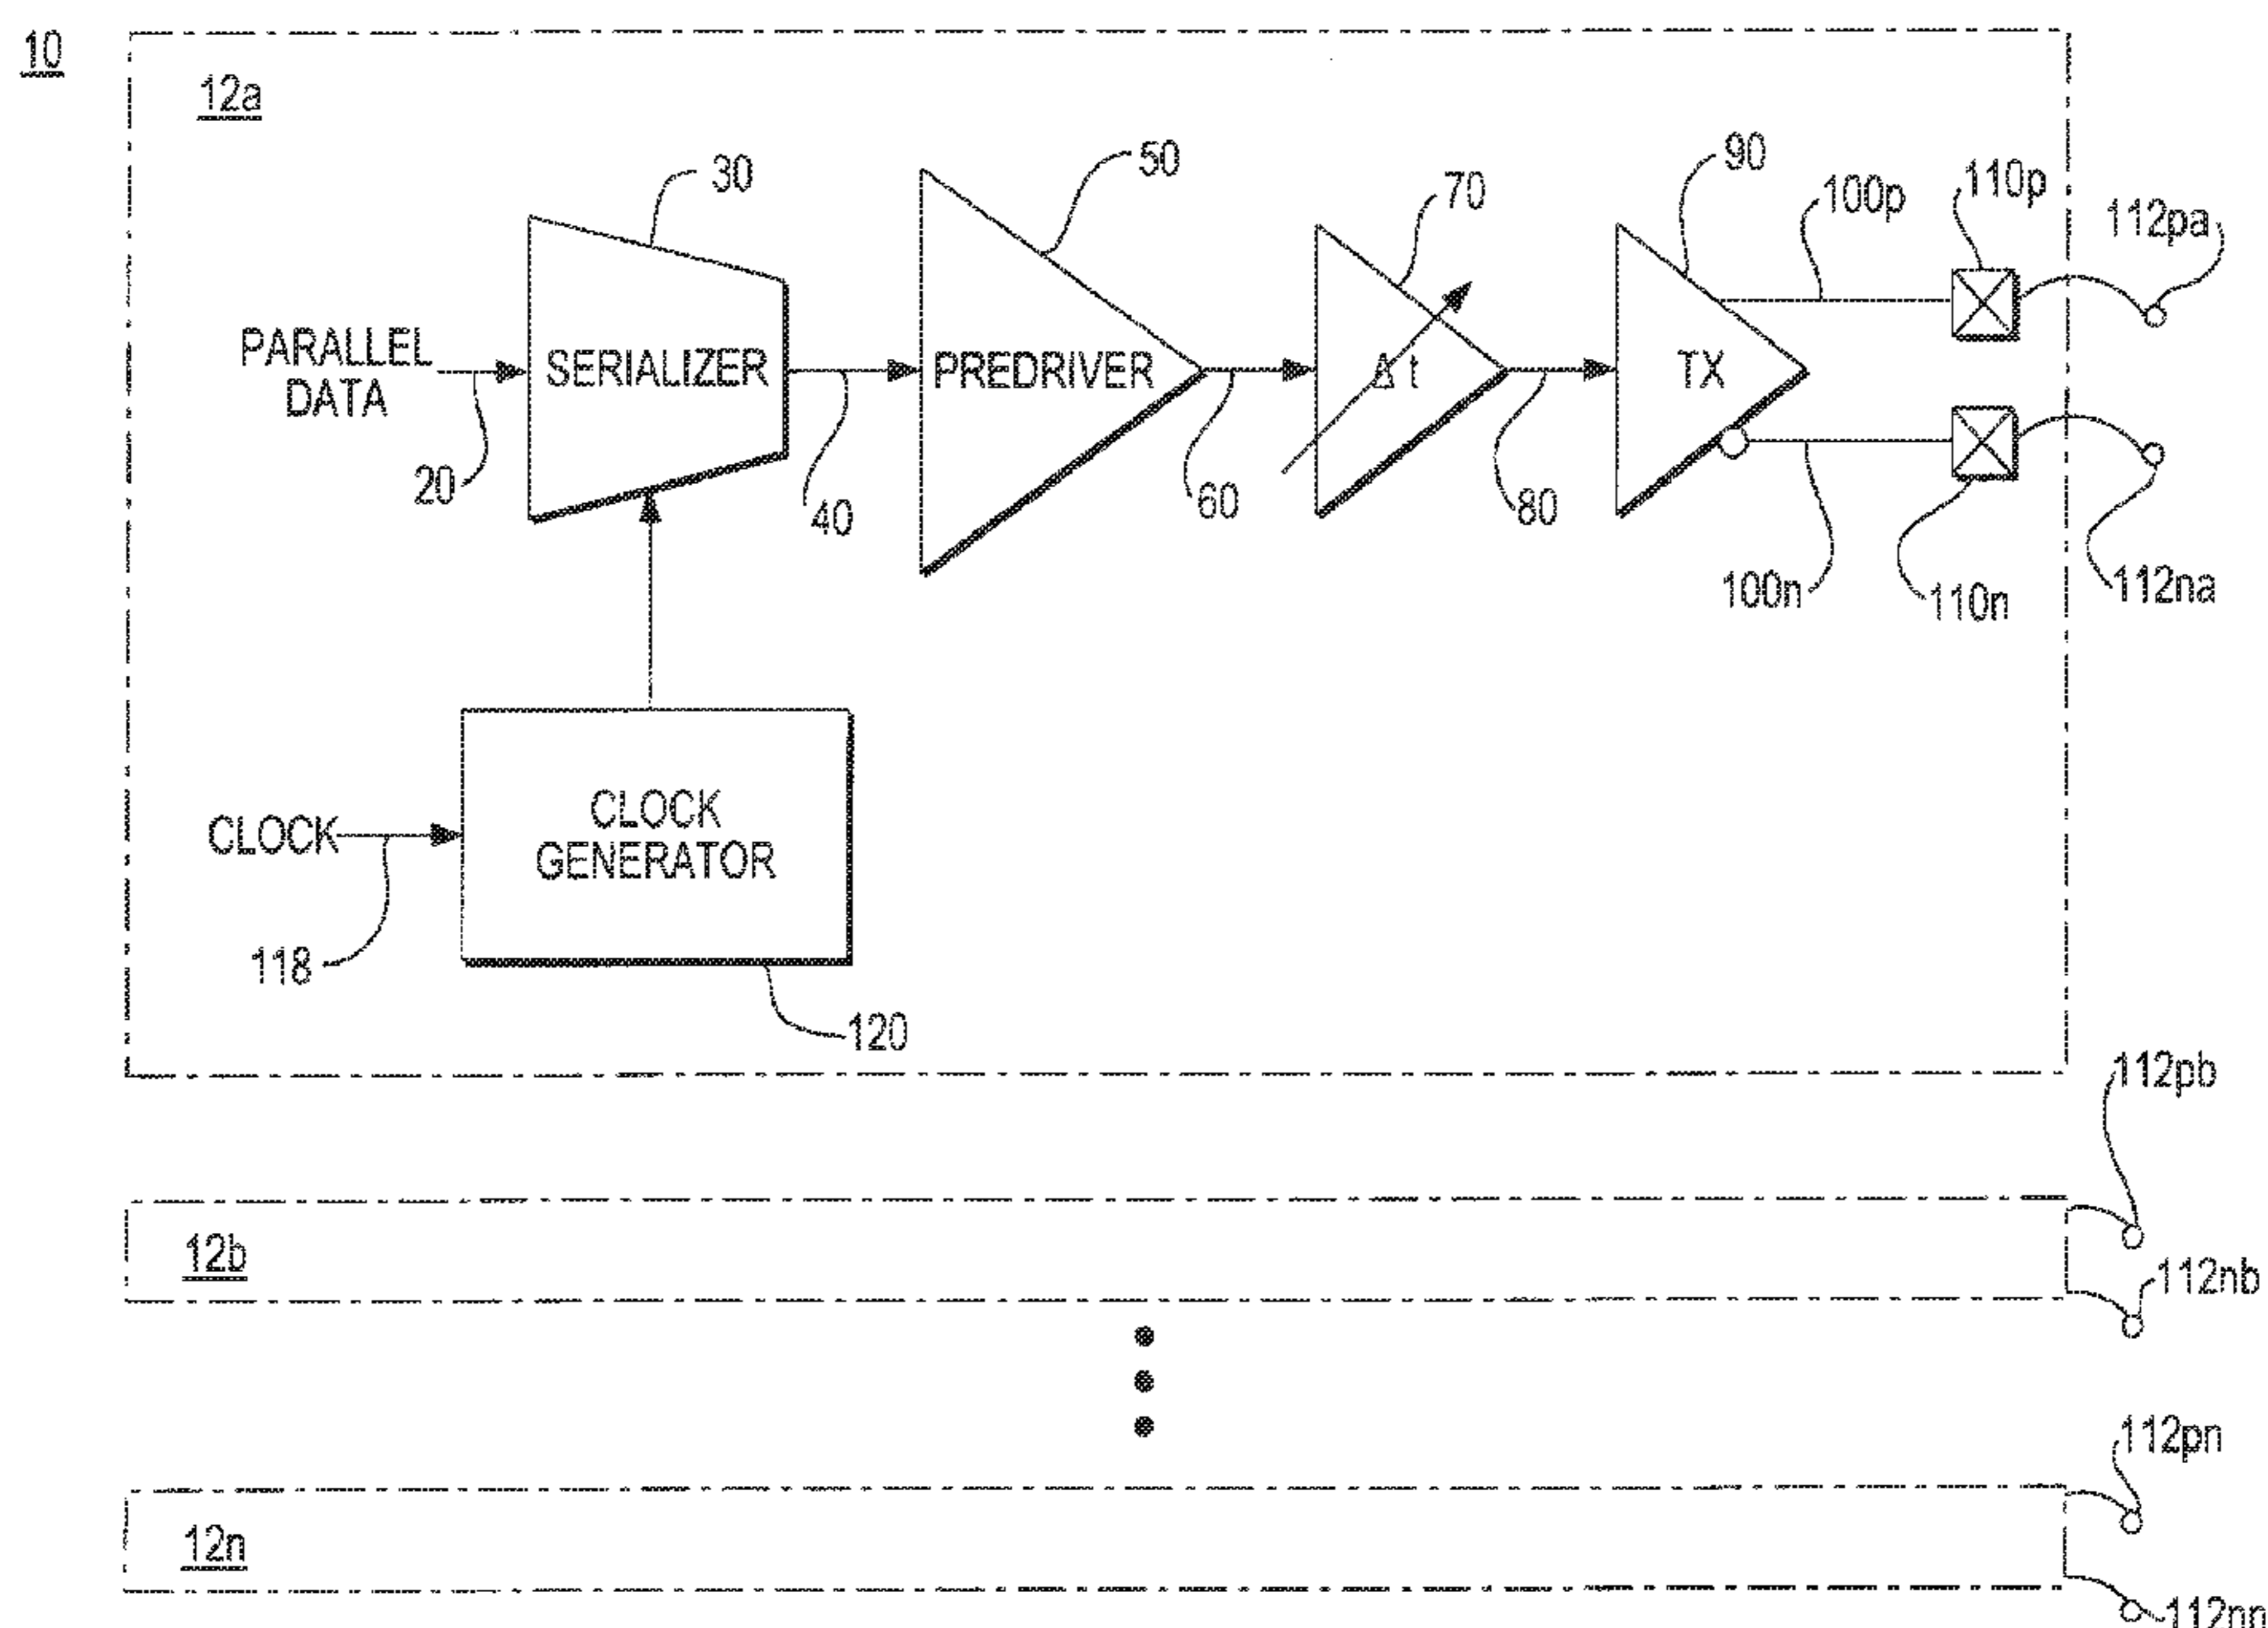 10
12a
30
50
70
90
100p
110p
112pa
PARALLEL
DATA
SERIALIZER
PREDRIVER
Δ t
TX
20
40
60
80
100n
110n
112na
CLOCK
CLOCK
GENERATOR
118
120
112pb
12b
112nb
112pn
12n
112nn